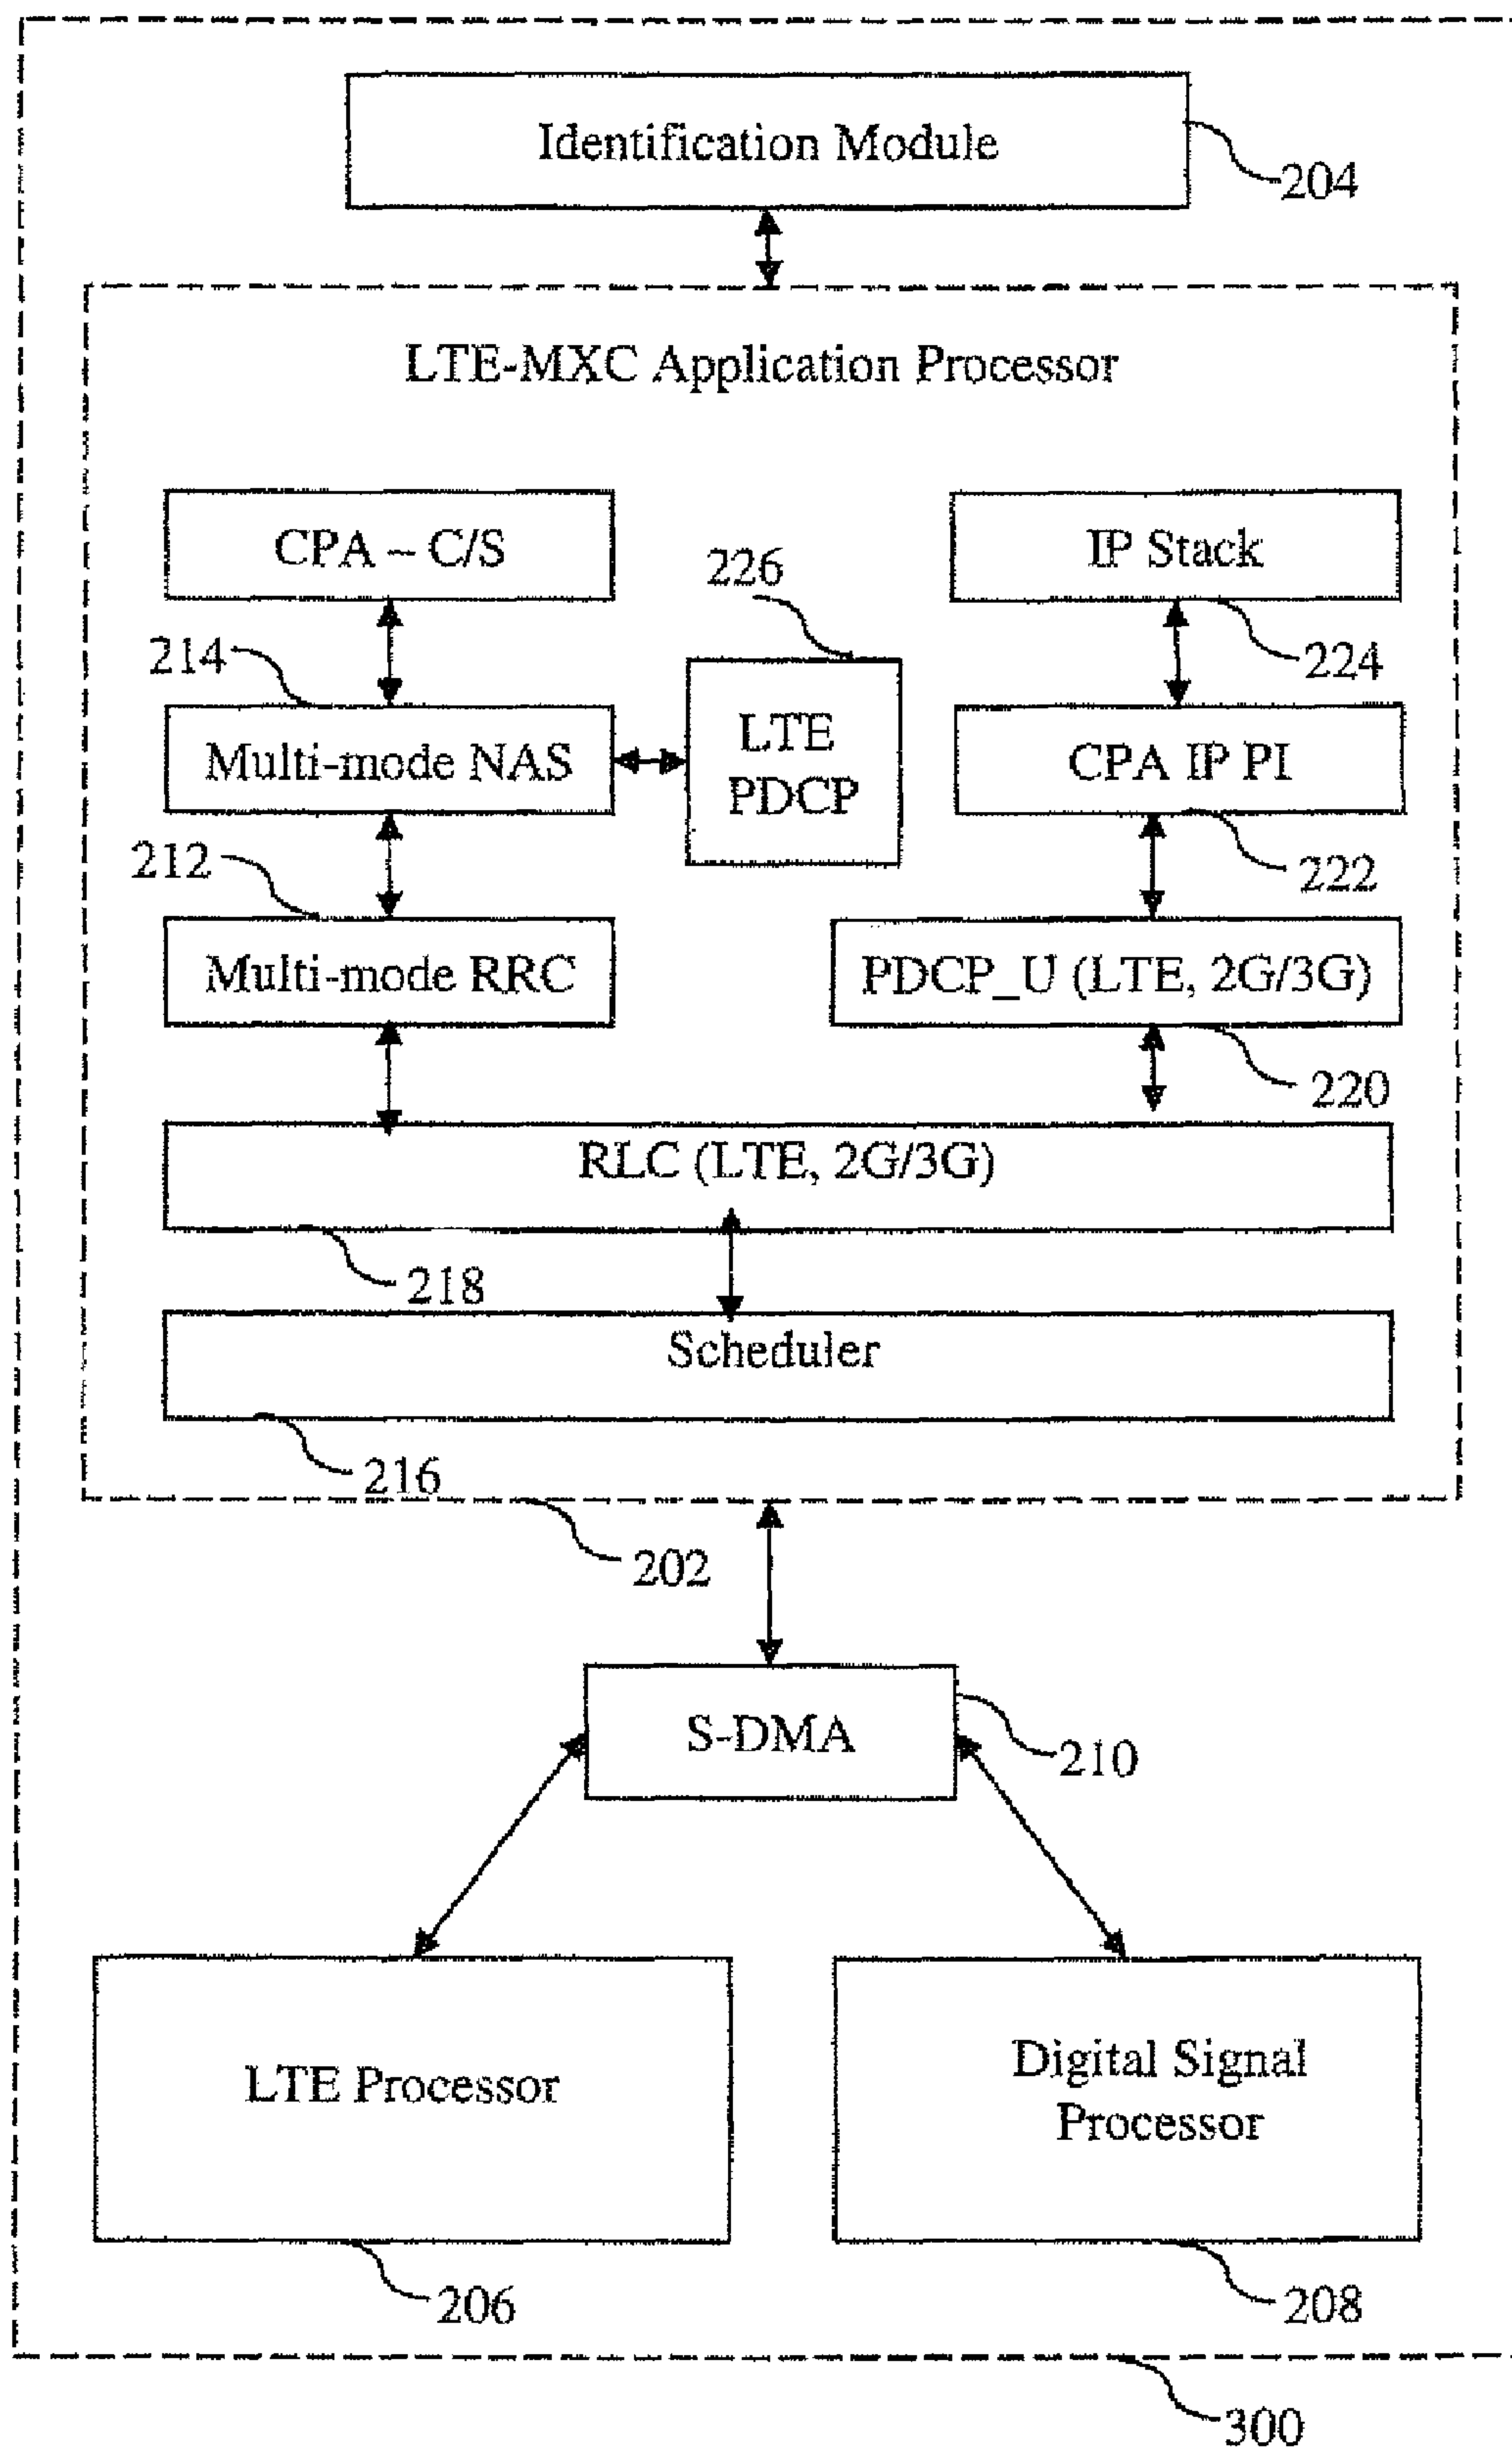 Identification Module
204
LTE-MXC Application Processor
CPA – C/S
IP Stack
226
214
224
Multi-mode NAS
LTE
PDCP
CPA IP PI
212
222
Multi-mode RRC
PDCP_U (LTE, 2G/3G)
220
RLC (LTE, 2G/3G)
218
Scheduler
216
202
S-DMA
210
LTE Processor
Digital Signal
Processor
206
208
300